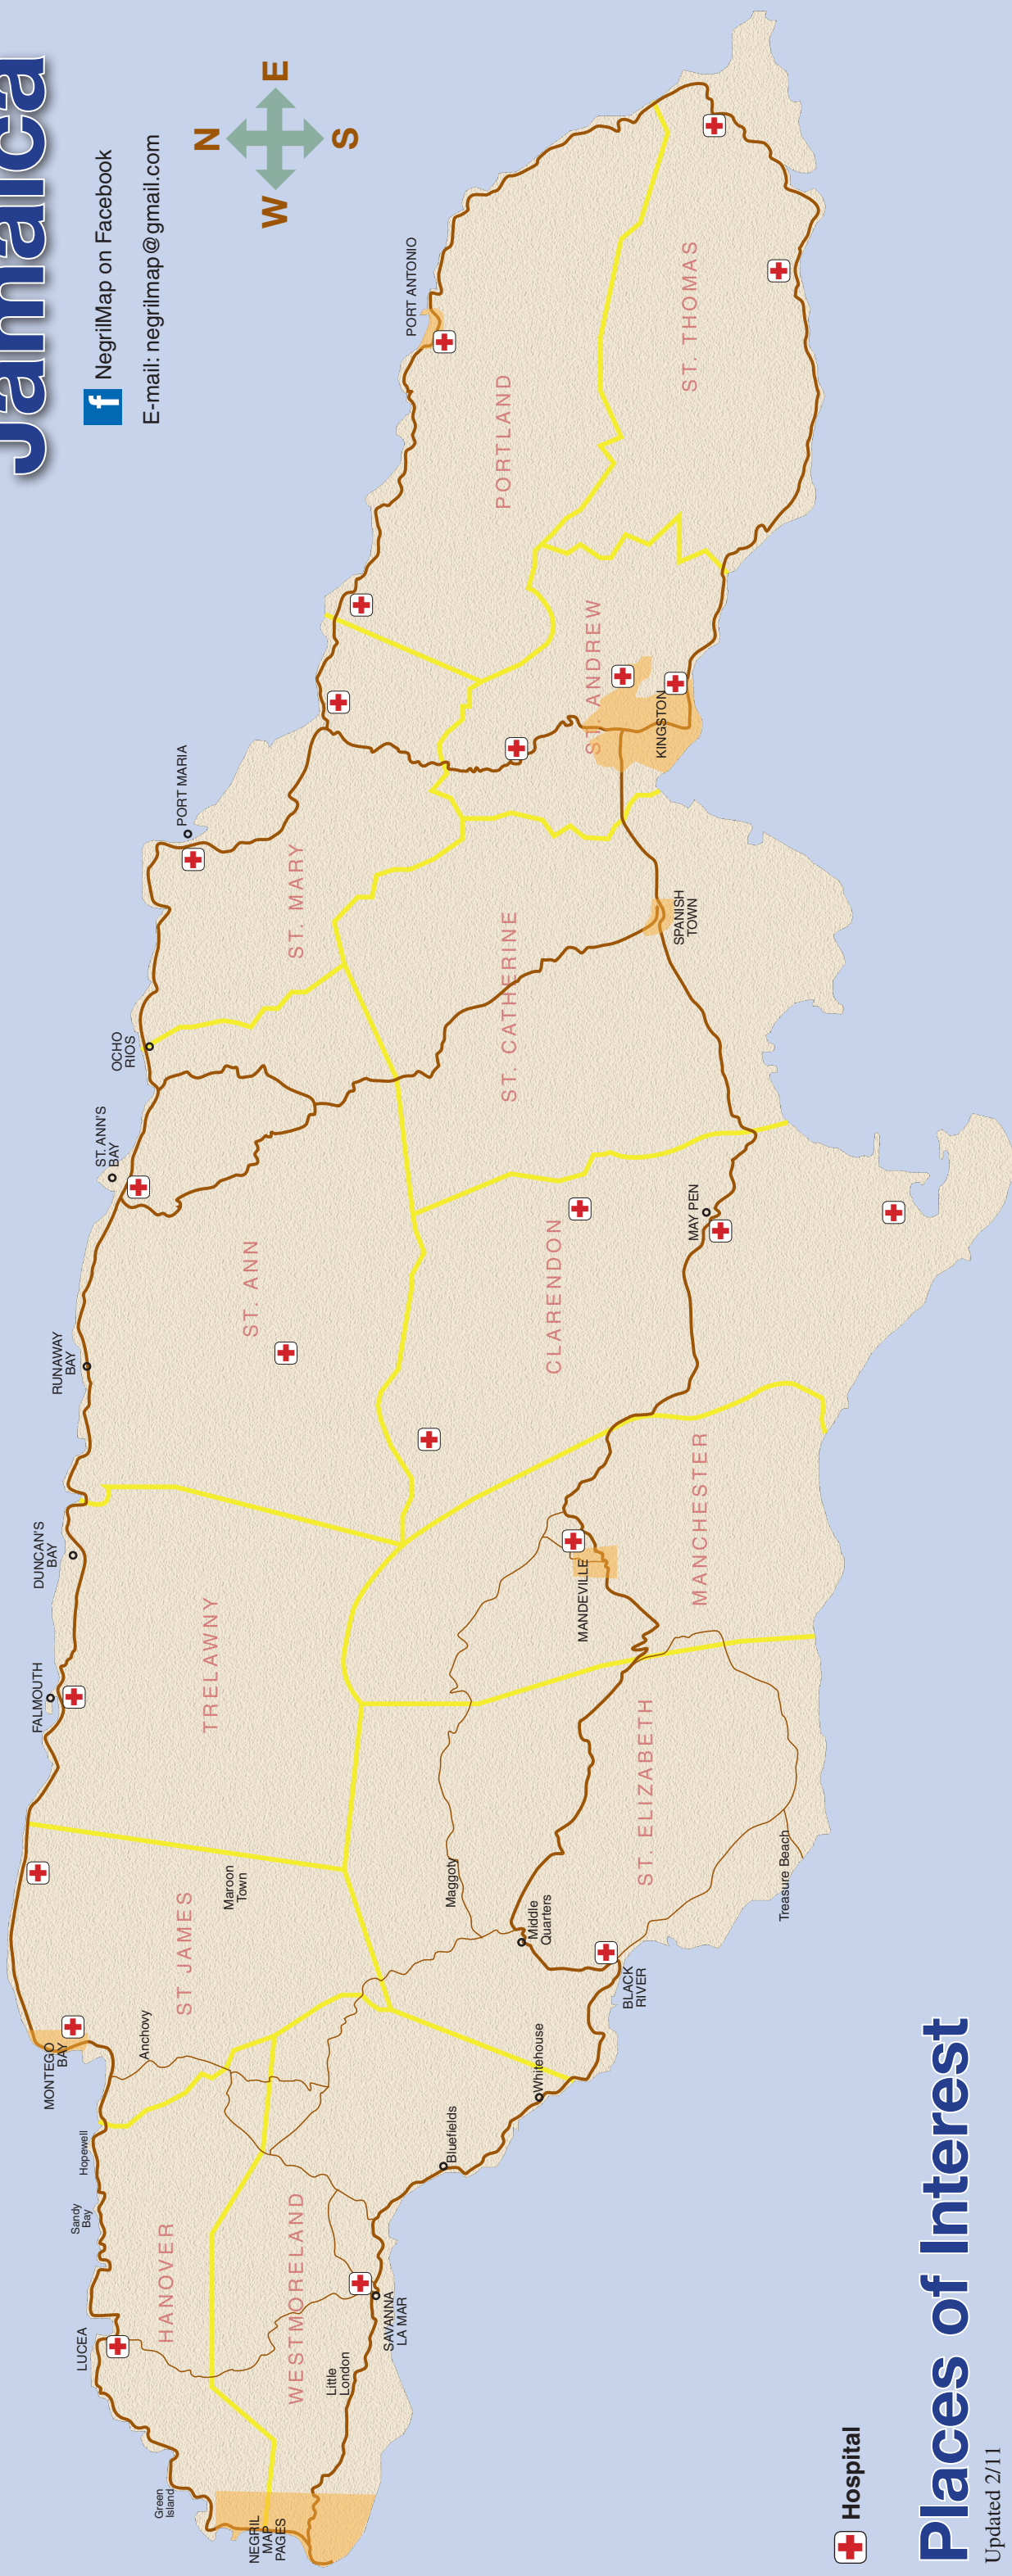 Jamaica
NegrilMap on Facebook
E-mail: negrilmap@gmail.com
N
W
E
S
MONTEGO
BAY
FALMOUTH
DUNCAN'S
BAY
RUNAWAY
BAY
ST. ANN'S
BAY
OCHO
RIOS
PORT MARIA
PORT ANTONIO
LUCEA
Sandy
Bay
Hopewell
Anchovy
Green
Island
HANOVER
ST JAMES
Maroon
Town
TRELAWNY
ST. ANN
ST. MARY
PORTLAND
NEGRIL
MAP
PAGES
WESTMORELAND
Little
London
SAVANNA
LA MAR
Bluefields
Whitehouse
Maggoty
Middle
Quarters
BLACK
RIVER
ST. ELIZABETH
Treasure Beach
MANDEVILLE
MANCHESTER
CLARENDON
MAY PEN
ST. CATHERINE
SPANISH
TOWN
ST. ANDREW
KINGSTON
ST. THOMAS
Hospital
Places of Interest
Updated 2/11